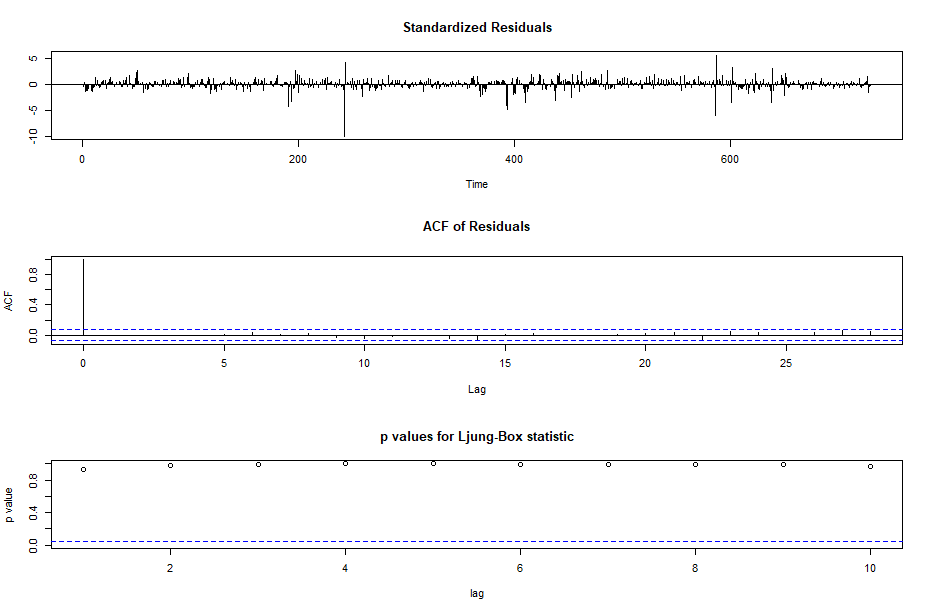 Standardized Residuals
5
0
-5
-10
0 200 400 600
Time
ACF of Residuals
ACF
0.8
0.4
0.0
0 5 10 15 20 25
Lag
p values for Ljung-Box statistic
p value
0.8
0.4
0.0
2 4 6 8 10
lag